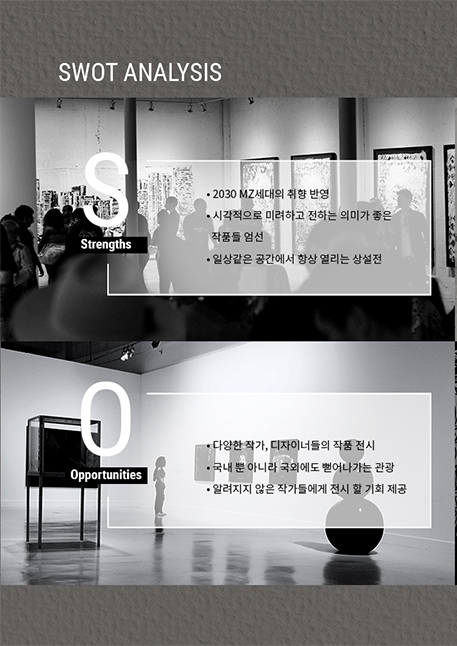 SWOT ANALYSIS
S
Strengths
• 2030 MZ세대의 취향 반영
• 시각적으로 미려하고 전하는 의미가 좋은
작품들 엄선
• 일상같은 공간에서 항상 열리는 상설전
O
Opportunities
• 다양한 작가, 디자이너들의 작품 전시
• 국내 뿐 아니라 국외에도 뻗어나가는 관광
• 알려지지 않은 작가들에게 전시 할 기회 제공